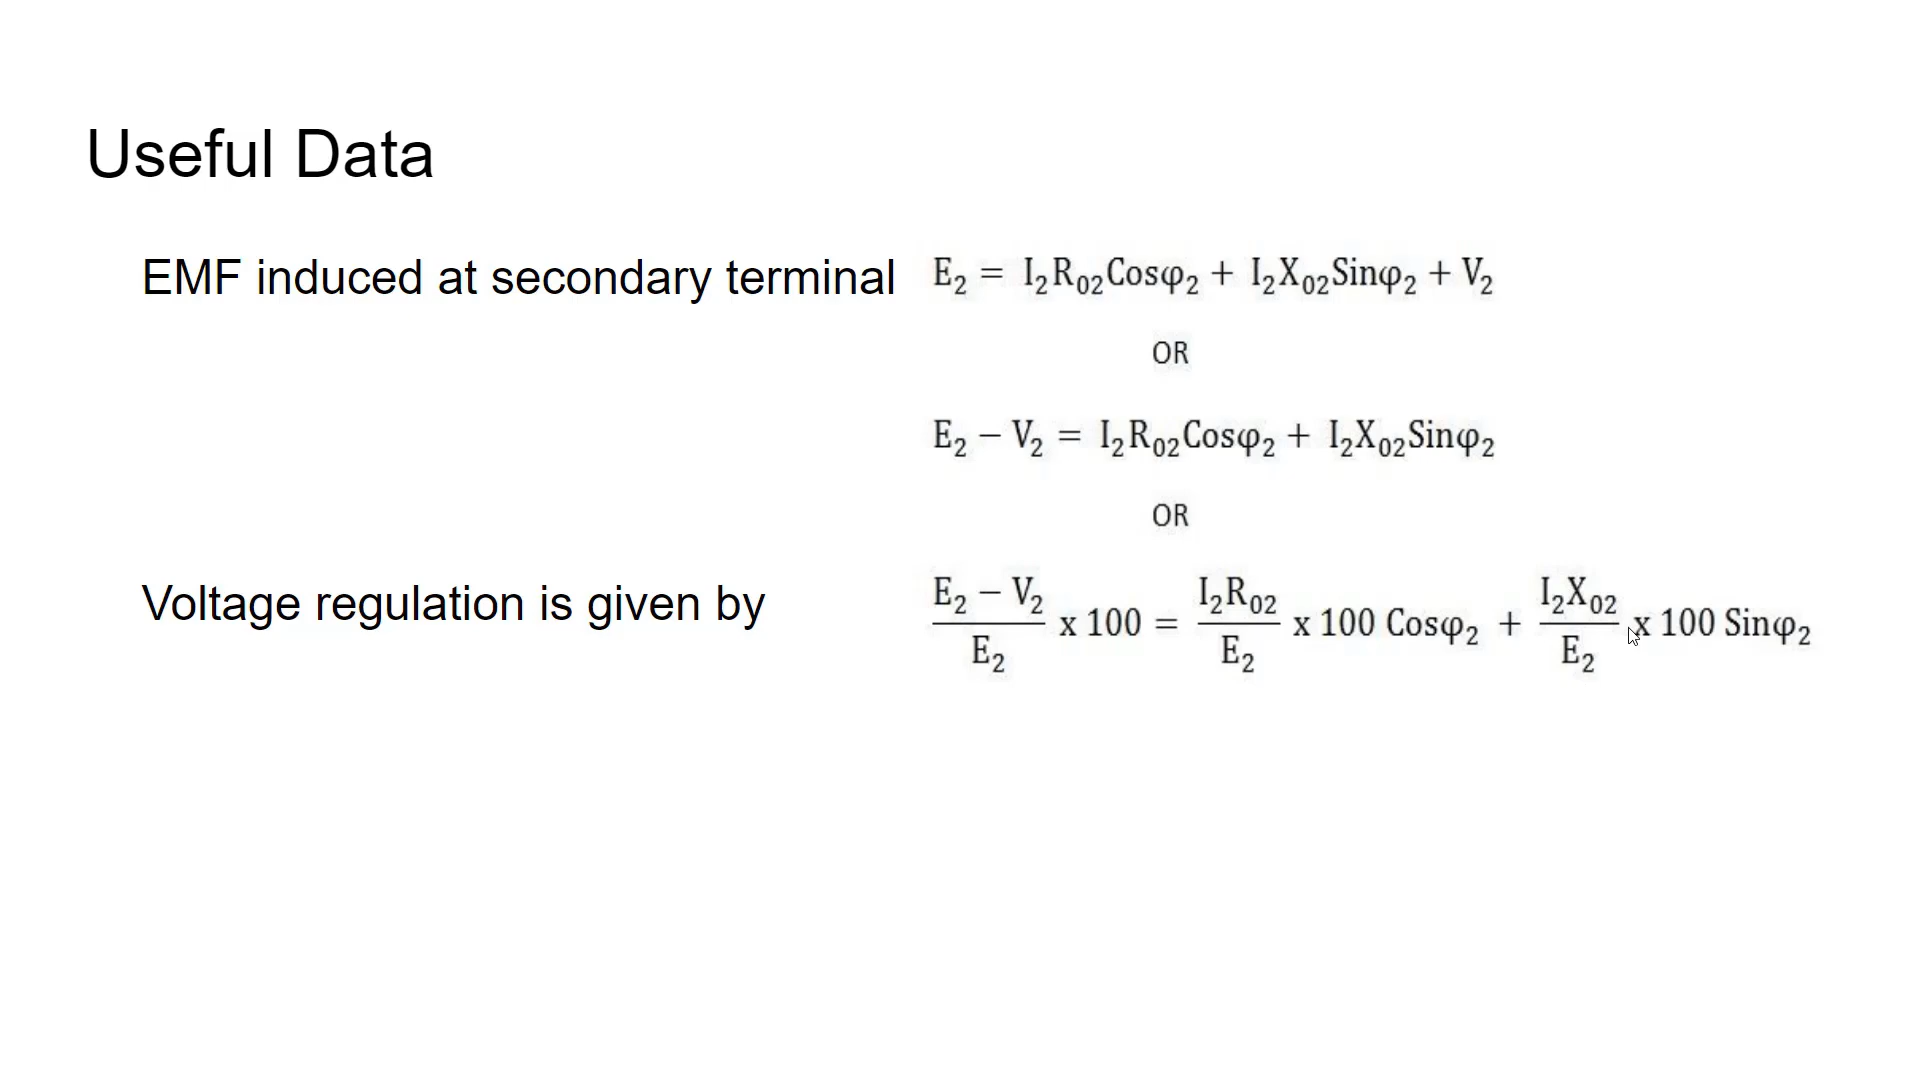 Useful Data
EMF induced at secondary terminal E₂ = I₂R₀₂Cosφ₂ + I₂X₀₂Sinφ₂ + V₂
OR
E₂ − V₂ = I₂R₀₂Cosφ₂ + I₂X₀₂Sinφ₂
OR
Voltage regulation is given by (E₂ − V₂)/E₂ x 100 = I₂R₀₂/E₂ x 100 Cosφ₂ + I₂X₀₂/E₂ x 100 Sinφ₂